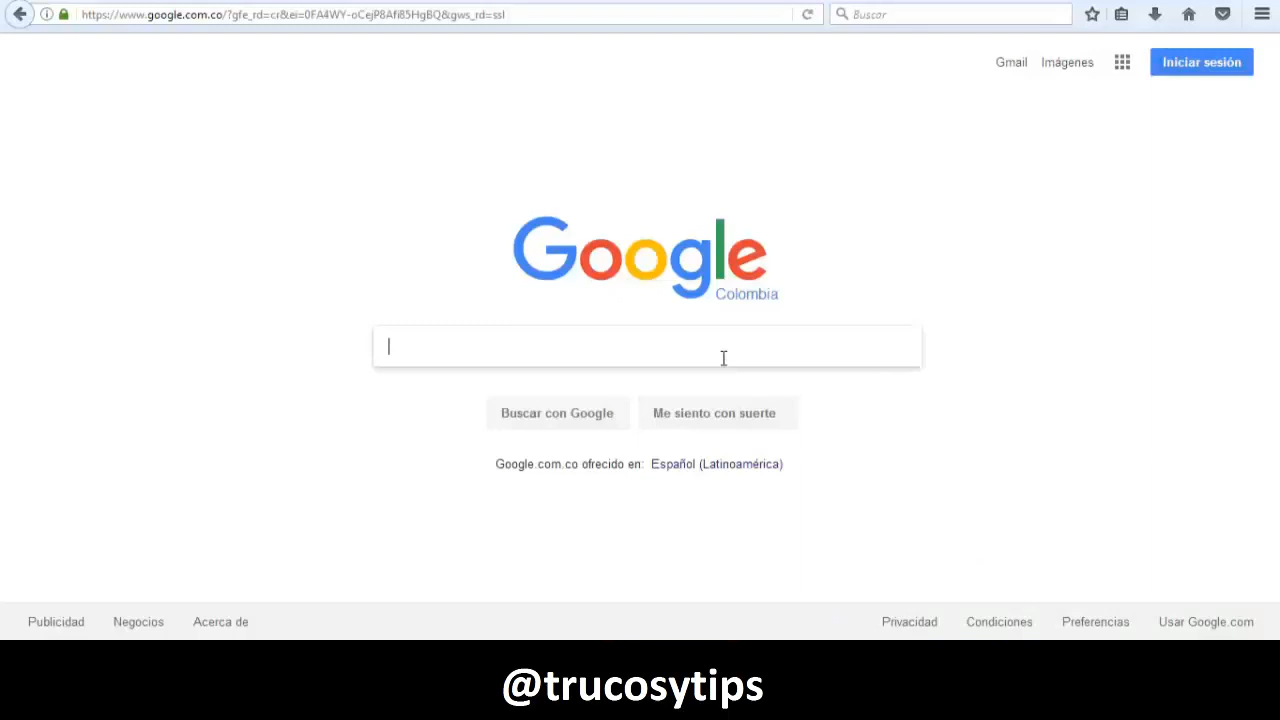 https://www.google.com.co/?gfe_rd=cr&ei=0FA4WY-oCejP8Afi85HgBQ&gws_rd=ssl
Buscar
Gmail Imágenes Iniciar sesión
Google
Colombia
Buscar con Google Me siento con suerte
Google.com.co ofrecido en: Español (Latinoamérica)
Publicidad Negocios Acerca de Privacidad Condiciones Preferencias Usar Google.com
@trucosytips